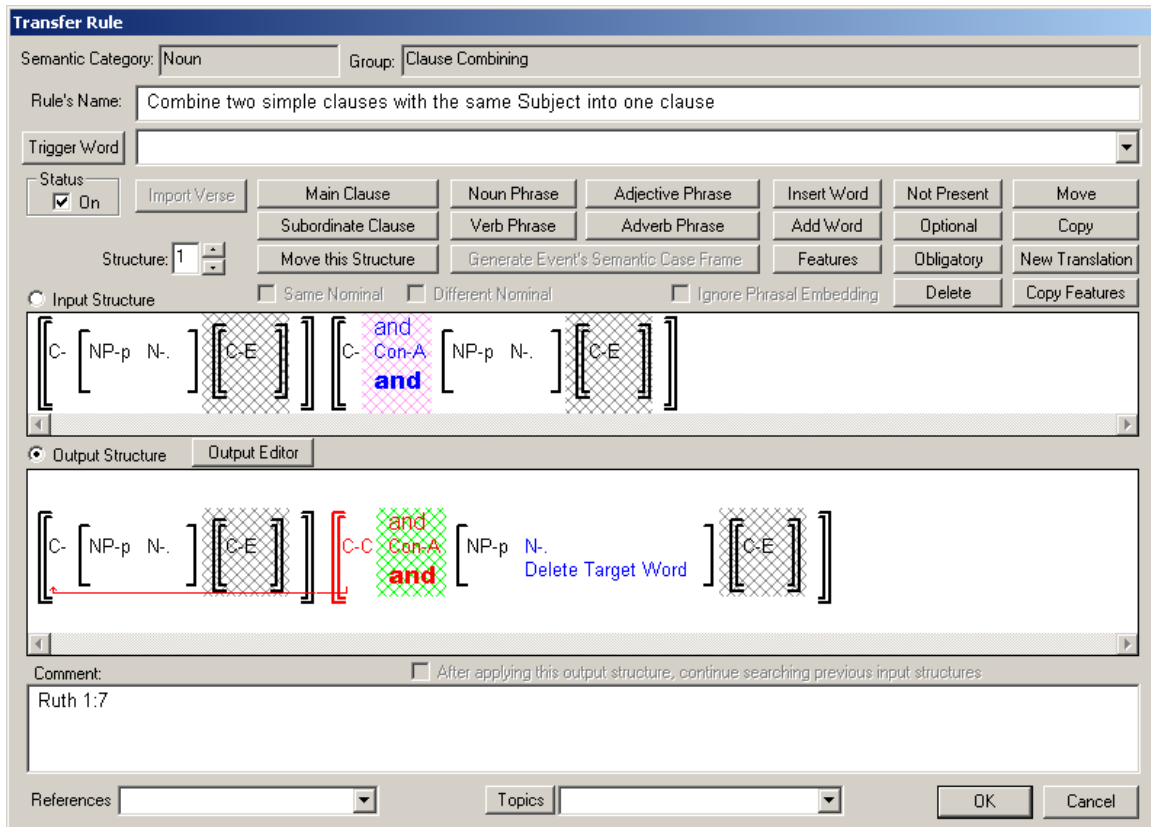 Transfer Rule
Semantic Category: Noun Group: Clause Combining
Rule's Name: Combine two simple clauses with the same Subject into one clause
Trigger Word
Status
On
Import Verse Main Clause Noun Phrase Adjective Phrase Insert Word Not Present Move
Subordinate Clause Verb Phrase Adverb Phrase Add Word Optional Copy
Structure: 1 Move this Structure Generate Event's Semantic Case Frame Features Obligatory New Translation
Input Structure Same Nominal Different Nominal Ignore Phrasal Embedding Delete Copy Features
and
C- NP-p N-. C-E C- Con-A NP-p N-. C-E
and
Output Structure Output Editor
and
C- NP-p N-. C-E C-C Con-A NP-p N-. C-E
and Delete Target Word
Comment: After applying this output structure, continue searching previous input structures
Ruth 1:7
References Topics OK Cancel